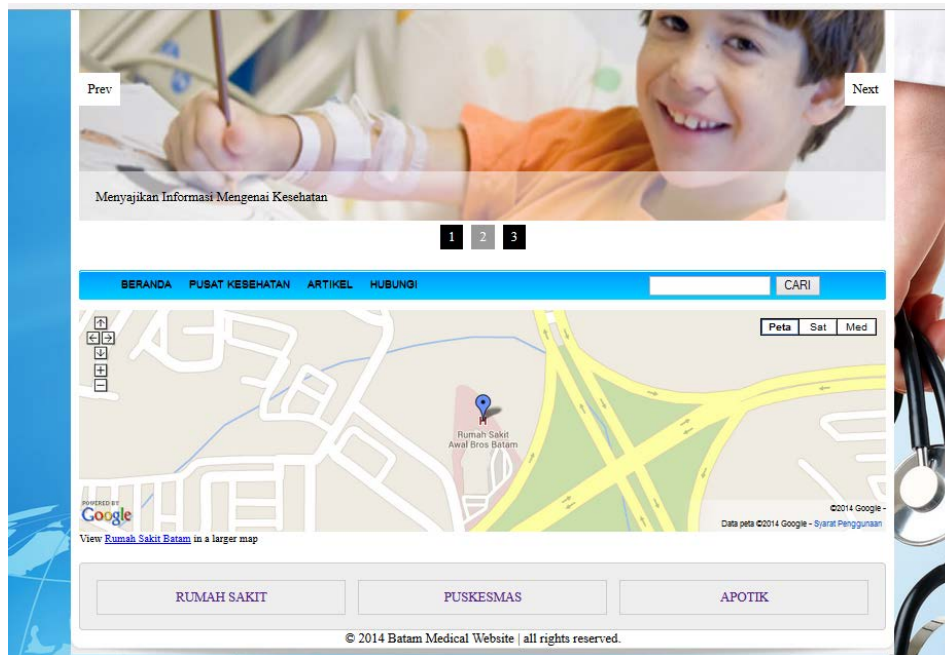 Prev
Next
Menyajikan Informasi Mengenai Kesehatan
1 2 3
BERANDA PUSAT KESEHATAN ARTIKEL HUBUNGI CARI
Peta Sat Med
Rumah Sakit
Awal Bros Batam
POWERED BY
Google
©2014 Google -
Data peta ©2014 Google - Syarat Penggunaan
View Rumah Sakit Batam in a larger map
RUMAH SAKIT PUSKESMAS APOTIK
© 2014 Batam Medical Website | all rights reserved.